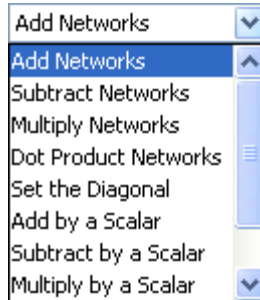 Add Networks
Add Networks
Subtract Networks
Multiply Networks
Dot Product Networks
Set the Diagonal
Add by a Scalar
Subtract by a Scalar
Multiply by a Scalar